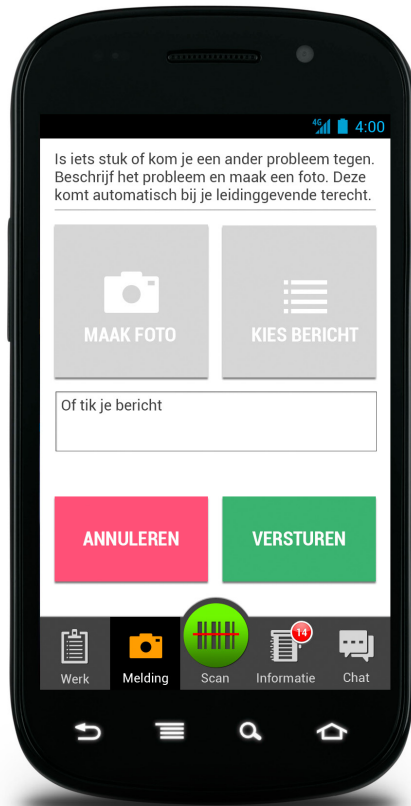 4G 4:00
Is iets stuk of kom je een ander probleem tegen.
Beschrijf het probleem en maak een foto. Deze
komt automatisch bij je leidinggevende terecht.
MAAK FOTO
KIES BERICHT
Of tik je bericht
ANNULEREN
VERSTUREN
14
Werk
Melding
Scan
Informatie
Chat